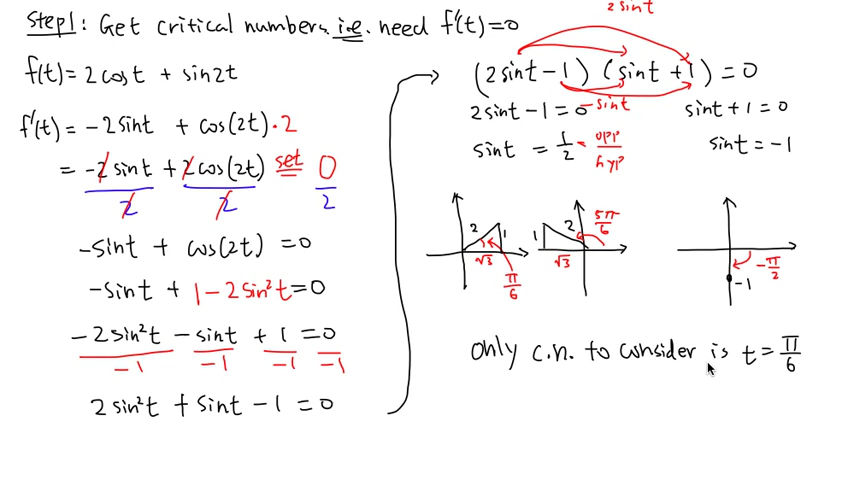 Step1: Get critical numbers, i.e. need f'(t)=0
f(t)=2cost + sin2t
f'(t) = -2sint + cos(2t)·2
= -2sint/2 + 2cos(2t)/2 set 0/2
-sint + cos(2t) = 0
-sint + 1-2sin²t=0
-2sin²t/-1 - sint/-1 + 1/-1 = 0/-1
2sin²t + sint - 1 = 0
2sint
(2sint-1)(sint+1)=0
-sint
2sint-1=0
sint = 1/2 = opp/hyp
sint+1=0
sint=-1
2 1 √3 π/6
1 2 √3 5π/6
-1 -π/2
Only c.n. to consider is t=π/6